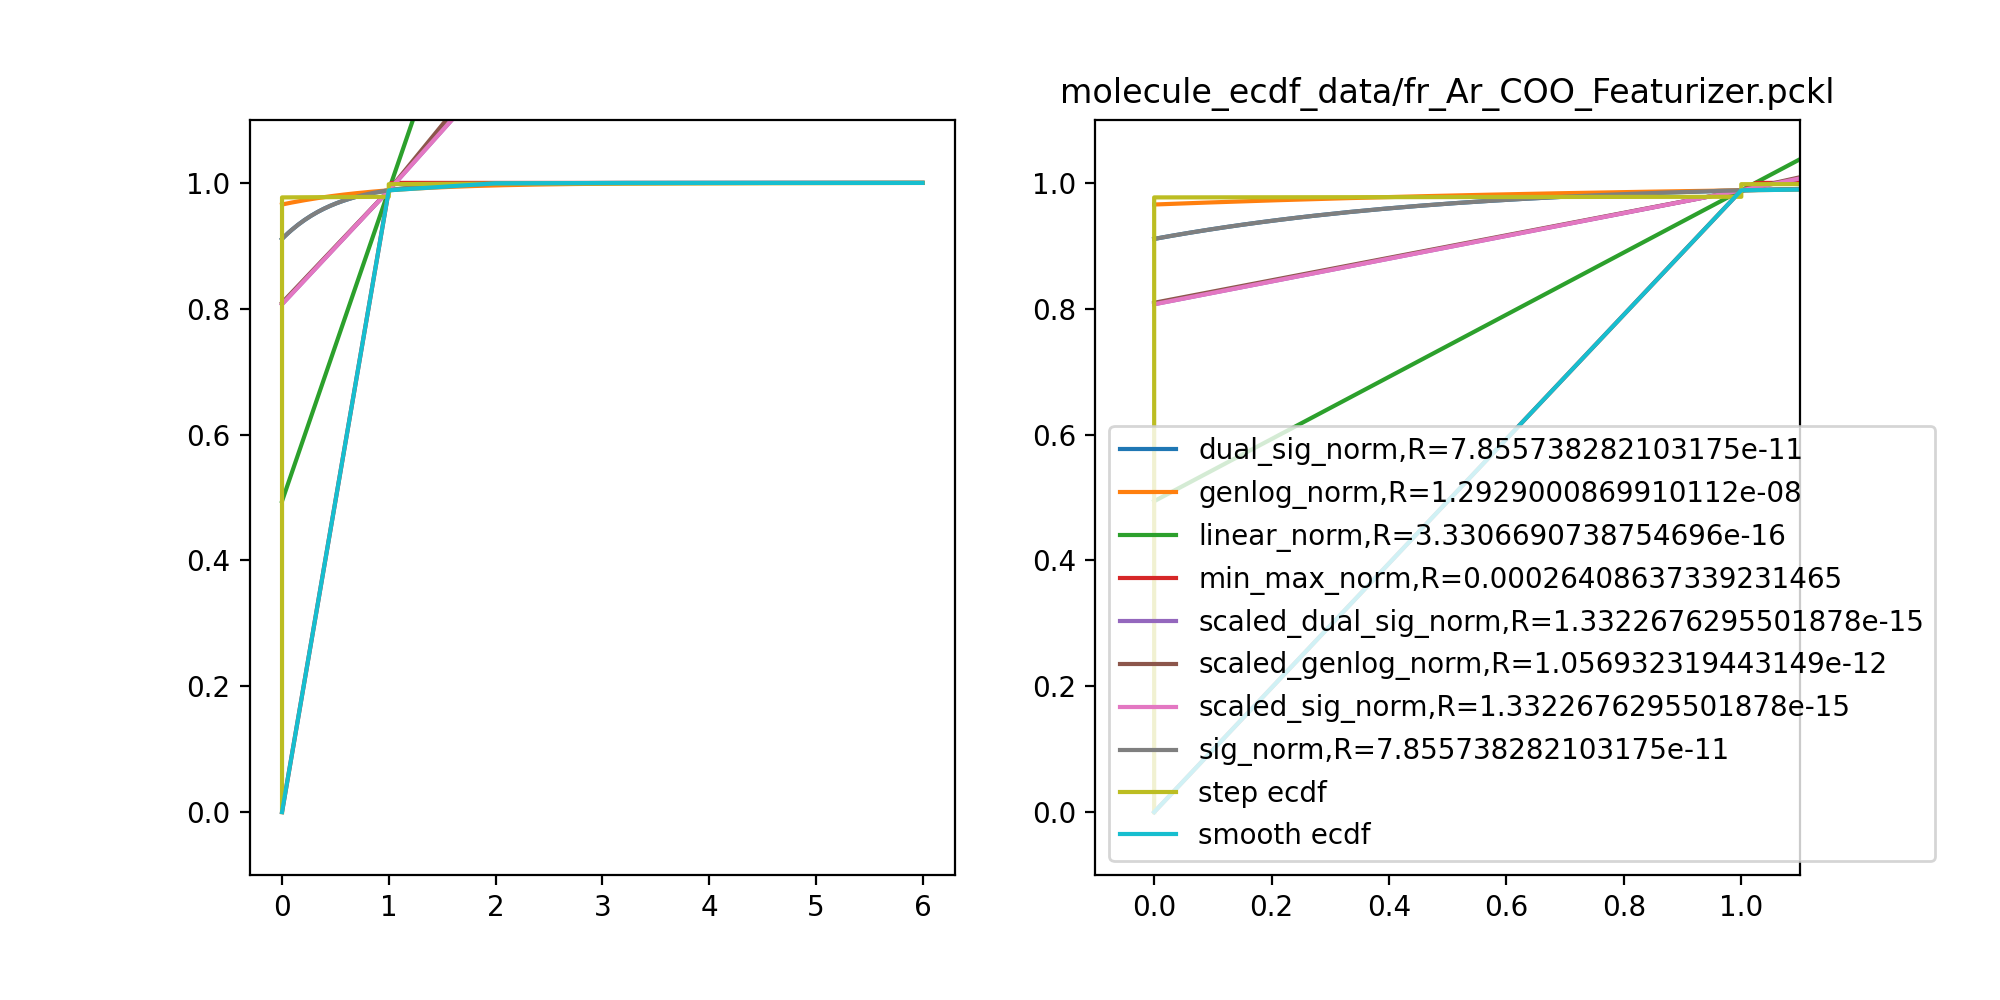 molecule_ecdf_data/fr_Ar_COO_Featurizer.pckl
1.0
0.8
0.6
0.4
0.2
0.0
0 1 2 3 4 5 6
1.0
0.8
0.6
0.4
0.2
0.0
dual_sig_norm,R=7.855738282103175e-11
genlog_norm,R=1.2929000869910112e-08
linear_norm,R=3.3306690738754696e-16
min_max_norm,R=0.00026408637339231465
scaled_dual_sig_norm,R=1.3322676295501878e-15
scaled_genlog_norm,R=1.056932319443149e-12
scaled_sig_norm,R=1.3322676295501878e-15
sig_norm,R=7.855738282103175e-11
step ecdf
smooth ecdf
0.0 0.2 0.4 0.6 0.8 1.0